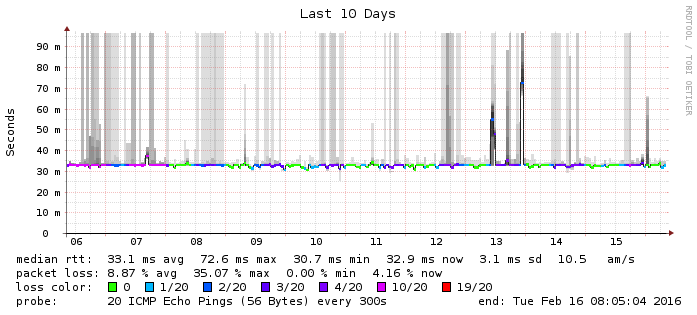 Last 10 Days
RRDTOOL / TOBI OETIKER
Seconds
90 m
80 m
70 m
60 m
50 m
40 m
30 m
20 m
10 m
0
06 07 08 09 10 11 12 13 14 15
median rtt: 33.1 ms avg 72.6 ms max 30.7 ms min 32.9 ms now 3.1 ms sd 10.5 am/s
packet loss: 8.87 % avg 35.07 % max 0.00 % min 4.16 % now
loss color: 0 1/20 2/20 3/20 4/20 10/20 19/20
probe: 20 ICMP Echo Pings (56 Bytes) every 300s end: Tue Feb 16 08:05:04 2016